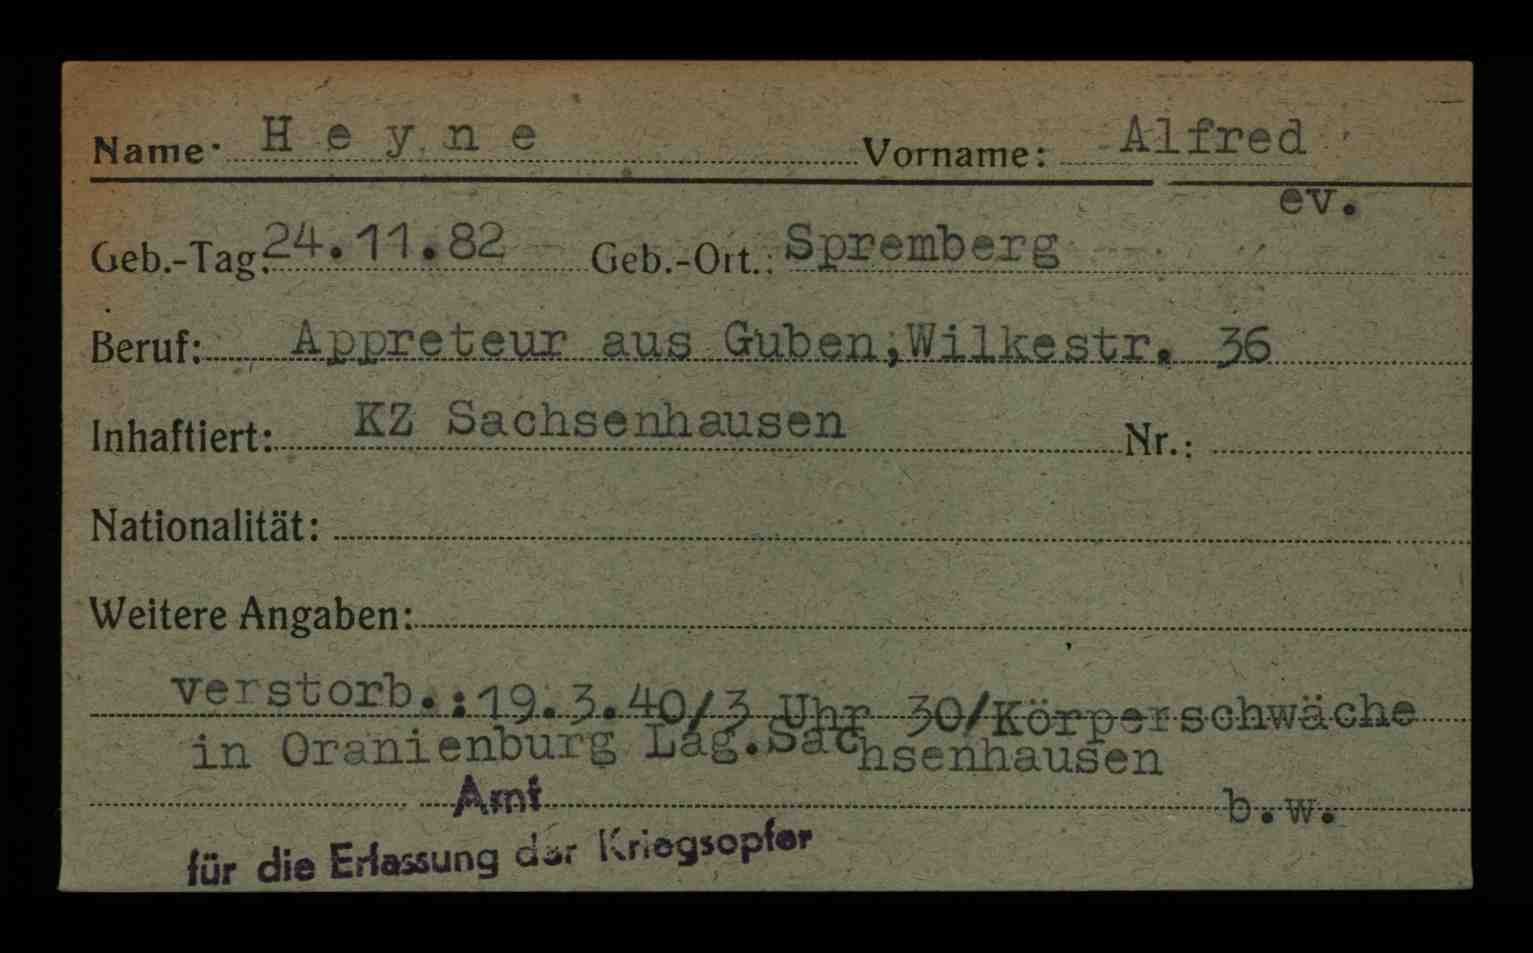 Name: Heyne Vorname: Alfred
ev.
Geb.-Tag: 24.11.82 Geb.-Ort.: Spremberg
Beruf: Appreteur aus Guben,Wilkestr. 36
Inhaftiert: KZ Sachsenhausen Nr.:
Nationalität:
Weitere Angaben:
verstorb.:19.3.40/3 Uhr 30/Körperschwäche
in Oranienburg Lag.Sachsenhausen
Amt b.w.
für die Erfassung der Kriegsopfer